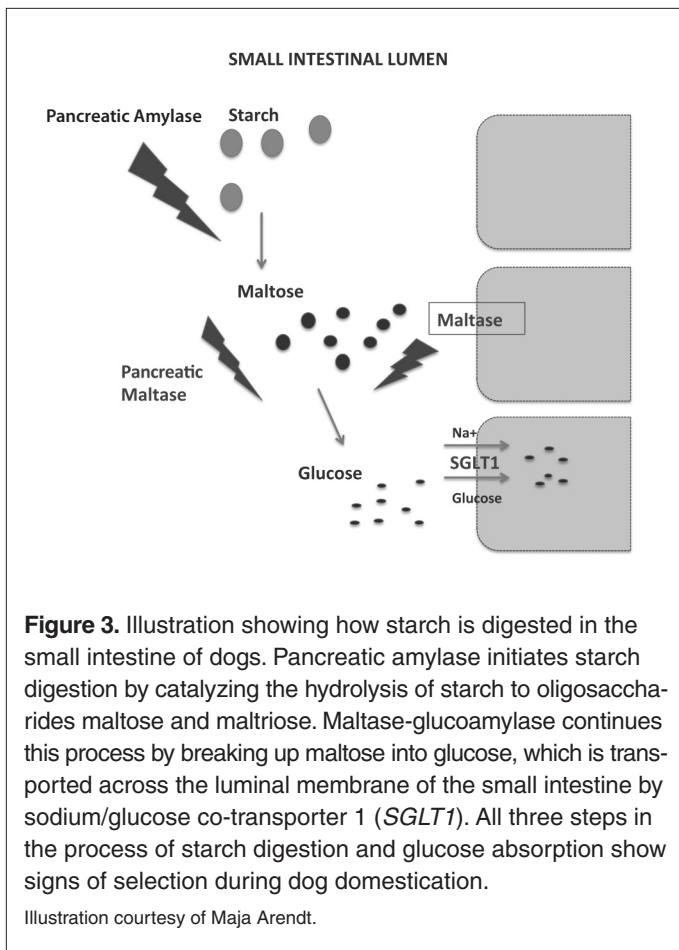 SMALL INTESTINAL LUMEN
Pancreatic Amylase
Starch
Maltose
Maltase
Pancreatic
Maltase
Na+
SGLT1
Glucose
Glucose
Figure 3. Illustration showing how starch is digested in the
small intestine of dogs. Pancreatic amylase initiates starch
digestion by catalyzing the hydrolysis of starch to oligosaccha-
rides maltose and maltriose. Maltase-glucoamylase continues
this process by breaking up maltose into glucose, which is trans-
ported across the luminal membrane of the small intestine by
sodium/glucose co-transporter 1 (SGLT1). All three steps in
the process of starch digestion and glucose absorption show
signs of selection during dog domestication.
Illustration courtesy of Maja Arendt.